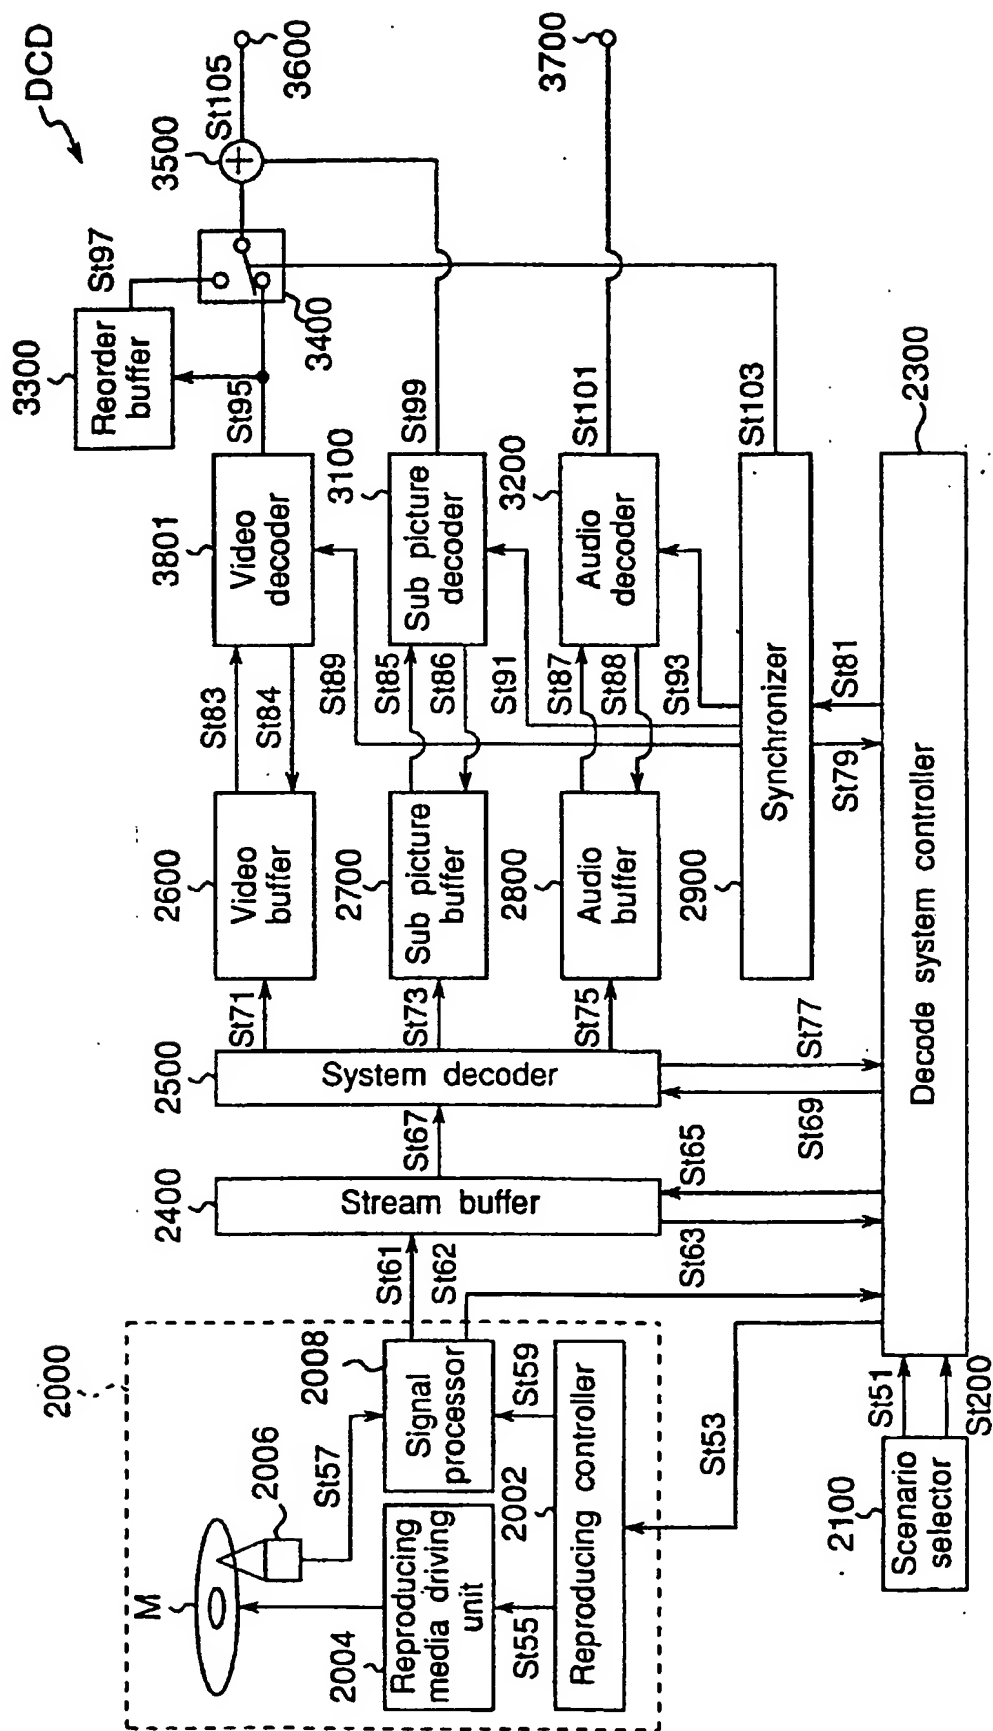 DCD
2000
M
2006
2004
Reproducing
media driving
unit
2008
Signal
processor
St57
St55
2002
St59
Reproducing controller
St53
2100
Scenario
selector
St51
St200
St61
St62
2400
Stream buffer
St63
St65
St67
2500
System decoder
St69
St77
St71
St73
St75
2600
Video
buffer
2700
Sub picture
buffer
2800
Audio
buffer
2900
Synchronizer
St79
St81
2300
Decode system controller
St83
St84
St89
St85
St86
St91
St87
St88
St93
3801
Video
decoder
3100
Sub picture
decoder
3200
Audio
decoder
St95
St99
St101
St103
3300
Reorder
buffer
St97
3400
3500
St105
3600
3700